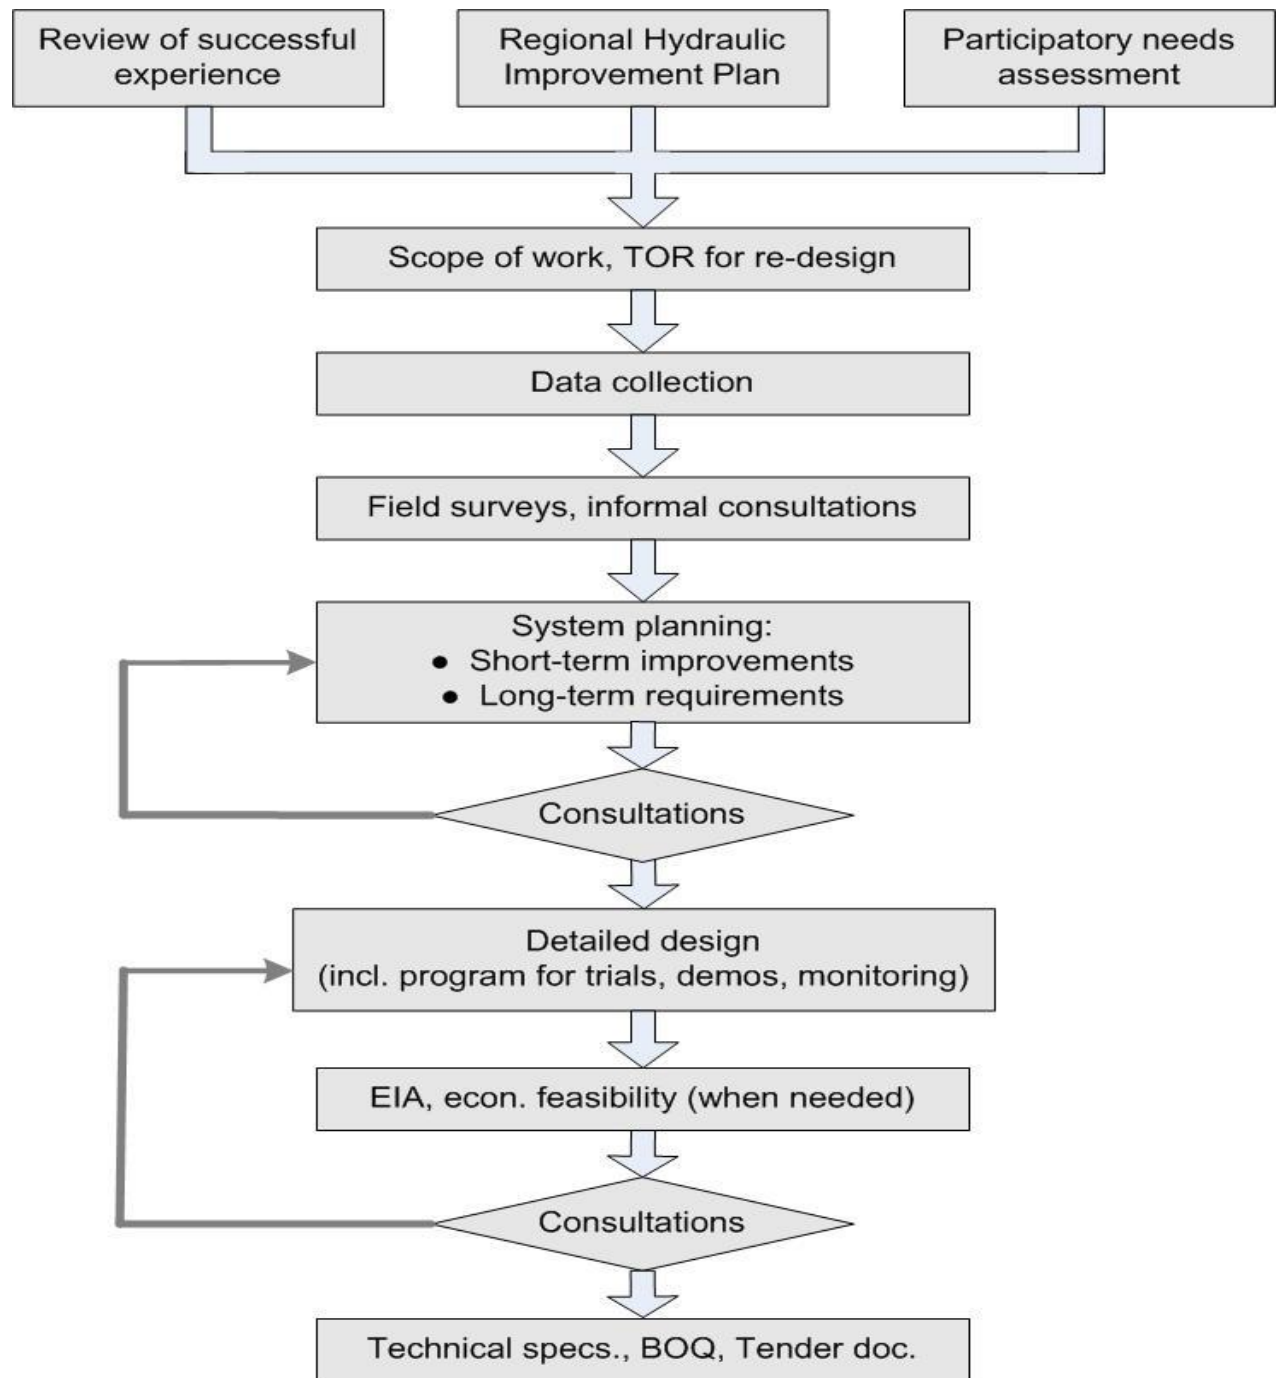 Review of successful
experience
Regional Hydraulic
Improvement Plan
Participatory needs
assessment
Scope of work, TOR for re-design
Data collection
Field surveys, informal consultations
System planning:
● Short-term improvements
● Long-term requirements
Consultations
Detailed design
(incl. program for trials, demos, monitoring)
EIA, econ. feasibility (when needed)
Consultations
Technical specs., BOQ, Tender doc.